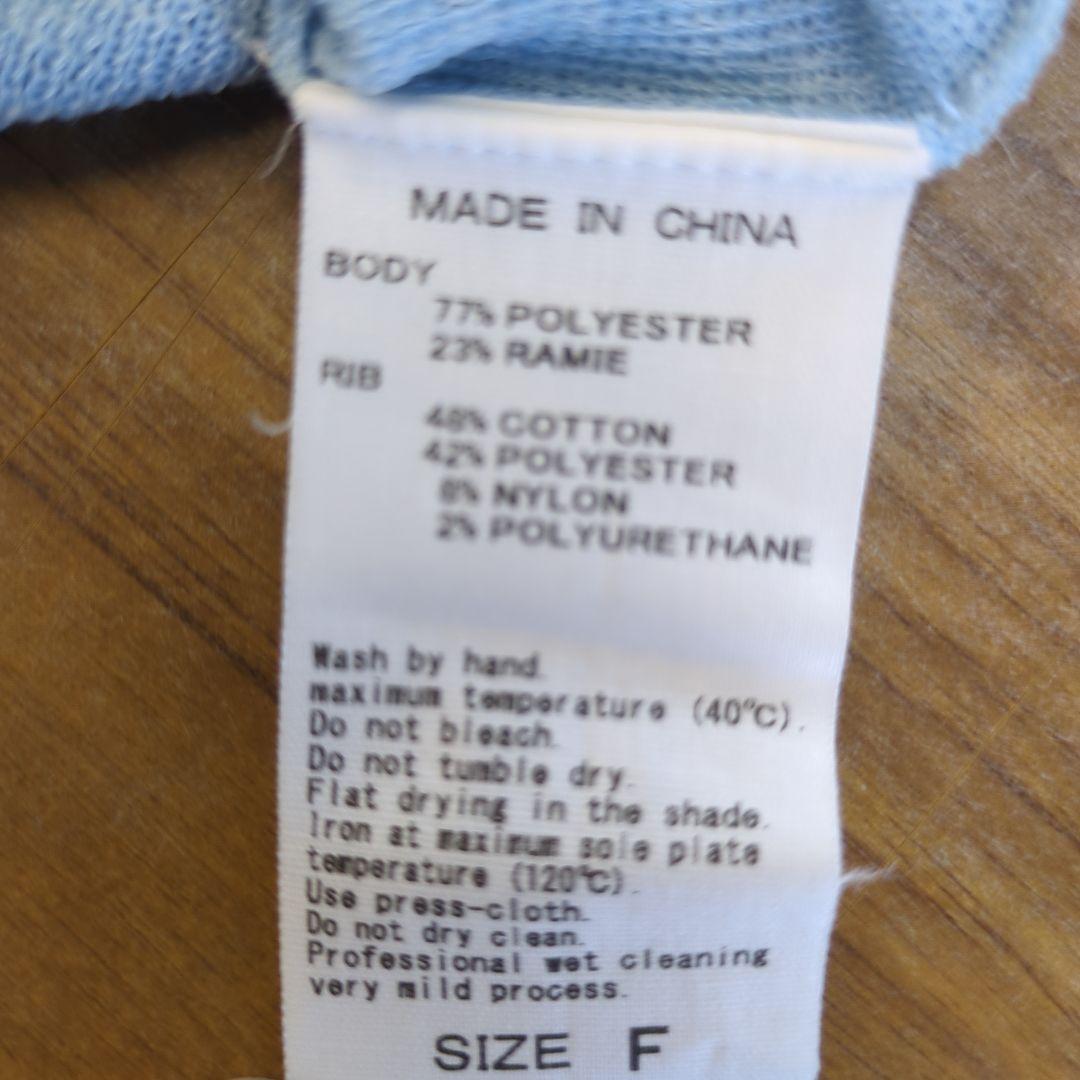 MADE IN CHINA
BODY
77% POLYESTER
23% RAMIE
RIB
48% COTTON
42% POLYESTER
8% NYLON
2% POLYURETHANE
Wash by hand.
maximum temperature (40℃).
Do not bleach.
Do not tumble dry.
Flat drying in the shade.
Iron at maximum sole plate
temperature (120℃).
Use press-cloth.
Do not dry clean.
Professional wet cleaning
very mild process.
SIZE F